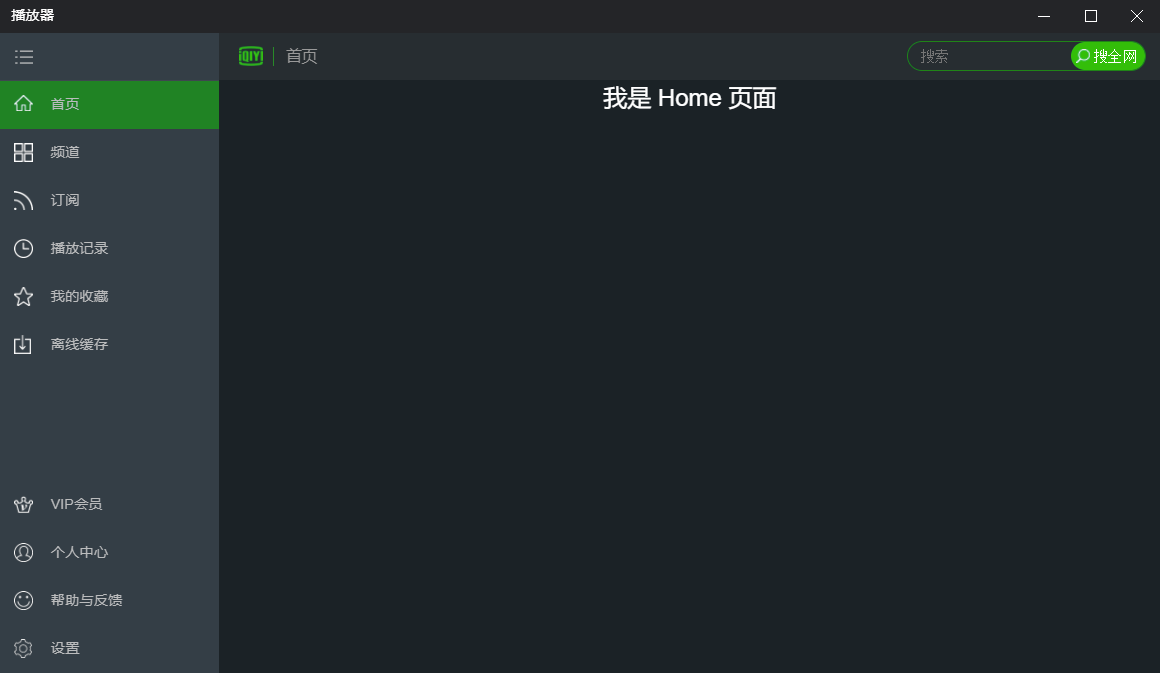 播放器
iQIYI
首页
搜索
搜全网
首页
频道
订阅
播放记录
我的收藏
离线缓存
VIP会员
个人中心
帮助与反馈
设置
我是 Home 页面